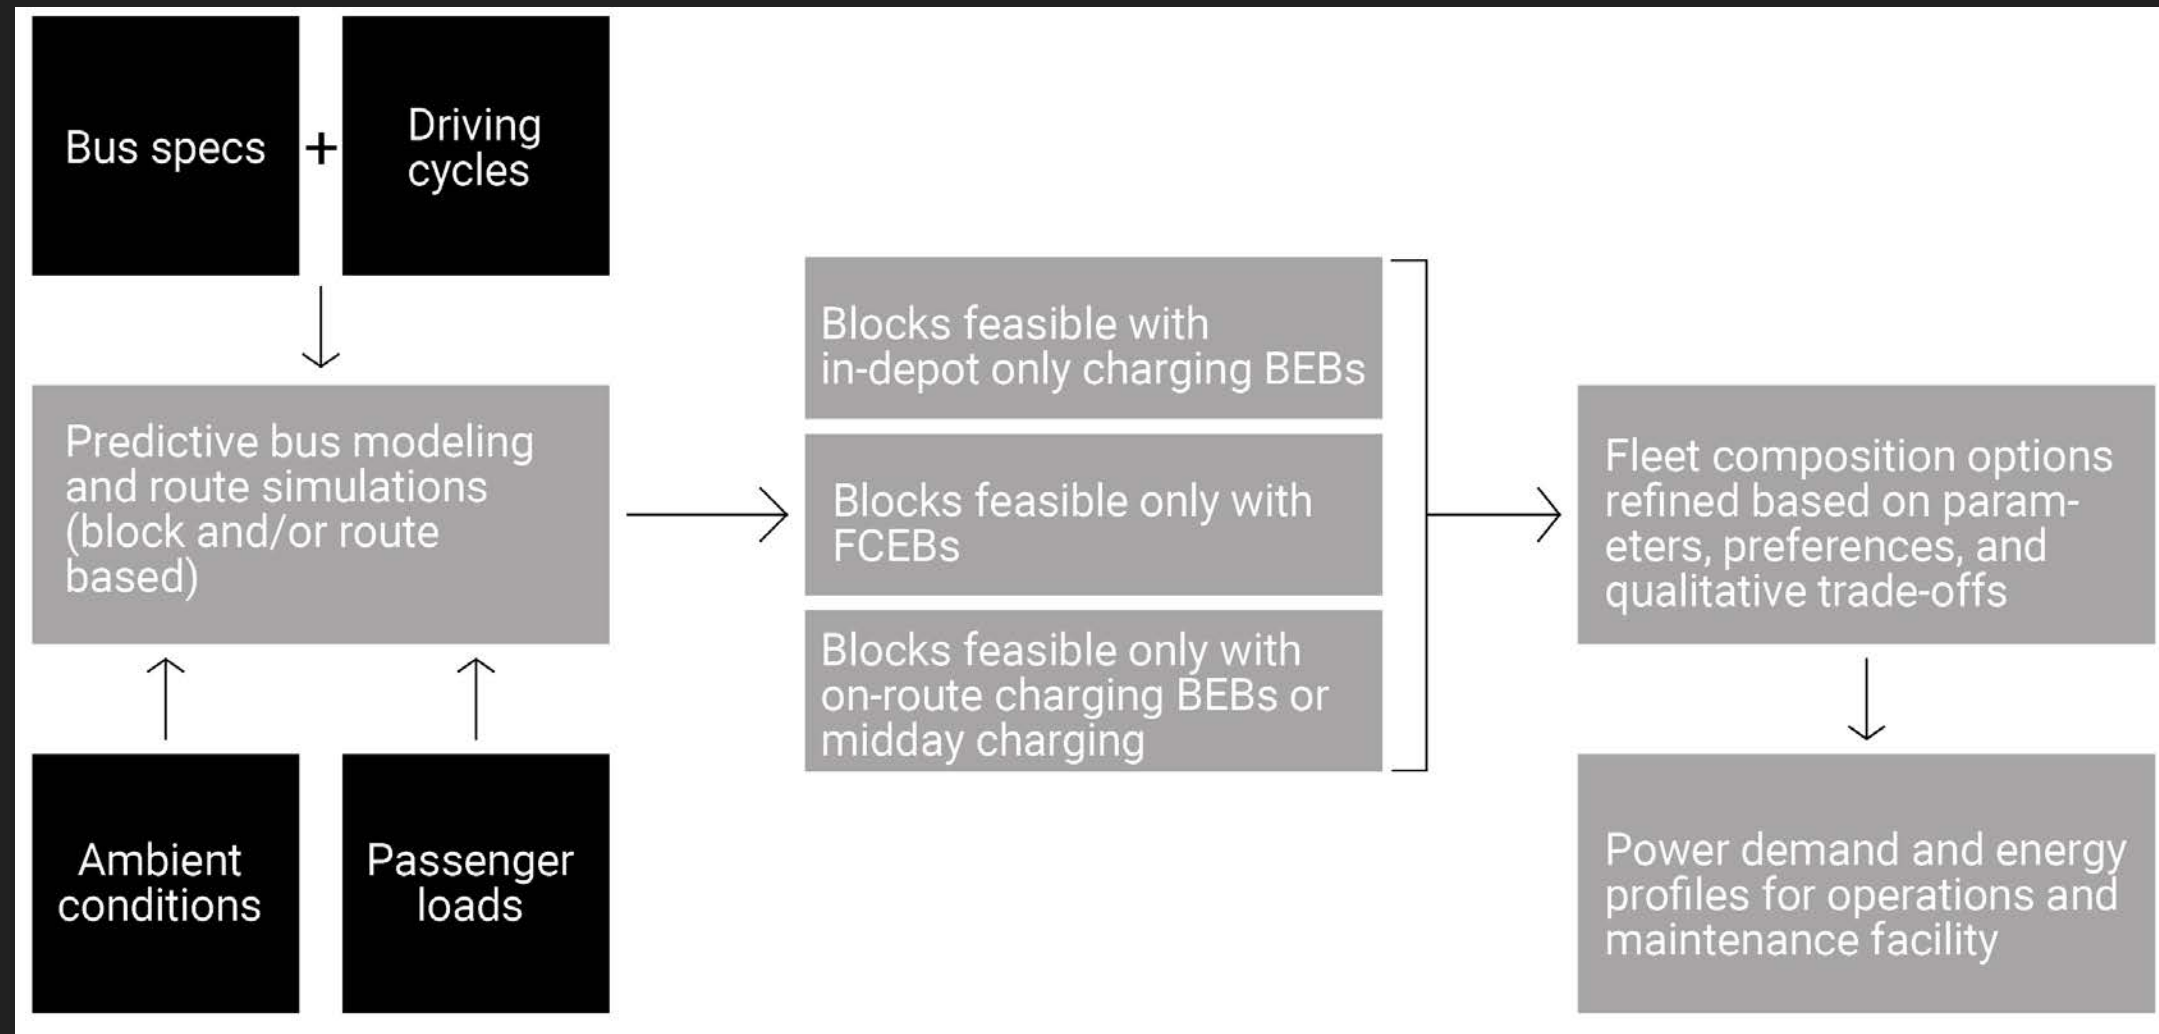 Bus specs
+
Driving
cycles
Predictive bus modeling
and route simulations
(block and/or route
based)
Ambient
conditions
Passenger
loads
Blocks feasible with
in-depot only charging BEBs
Blocks feasible only with
FCEBs
Blocks feasible only with
on-route charging BEBs or
midday charging
Fleet composition options
refined based on param-
eters, preferences, and
qualitative trade-offs
Power demand and energy
profiles for operations and
maintenance facility